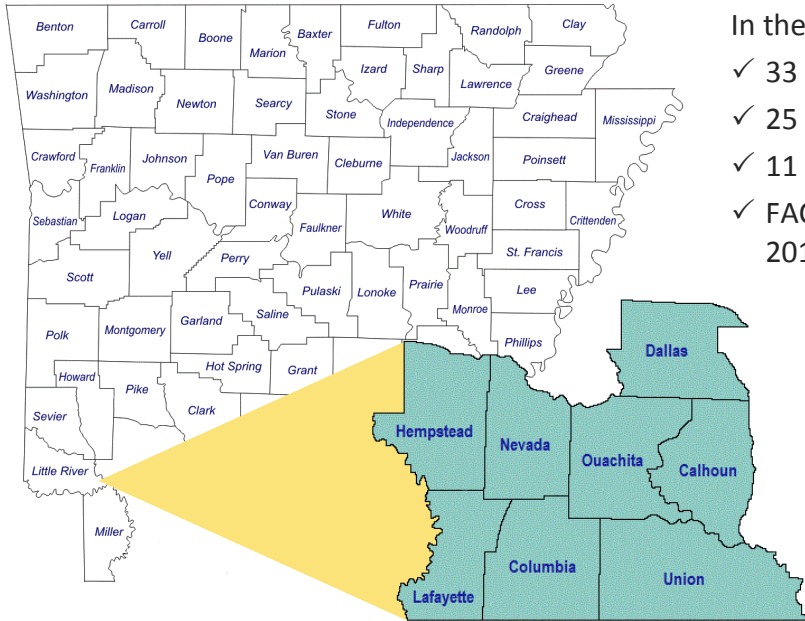 Benton
Carroll
Boone
Marion
Baxter
Fulton
Randolph
Clay
Izard
Sharp
Lawrence
Greene
Washington
Madison
Newton
Searcy
Stone
Independence
Craighead
Mississippi
Crawford
Franklin
Johnson
Pope
Van Buren
Cleburne
Jackson
Poinsett
Sebastian
Logan
Conway
Faulkner
White
Woodruff
Cross
Crittenden
Scott
Yell
Perry
St. Francis
Pulaski
Lonoke
Prairie
Monroe
Lee
Phillips
Polk
Montgomery
Garland
Saline
Hot Spring
Grant
Howard
Pike
Clark
Sevier
Little River
Miller
Dallas
Hempstead
Nevada
Ouachita
Calhoun
Lafayette
Columbia
Union
In the
✓ 33
✓ 25
✓ 11
✓ FAC
201